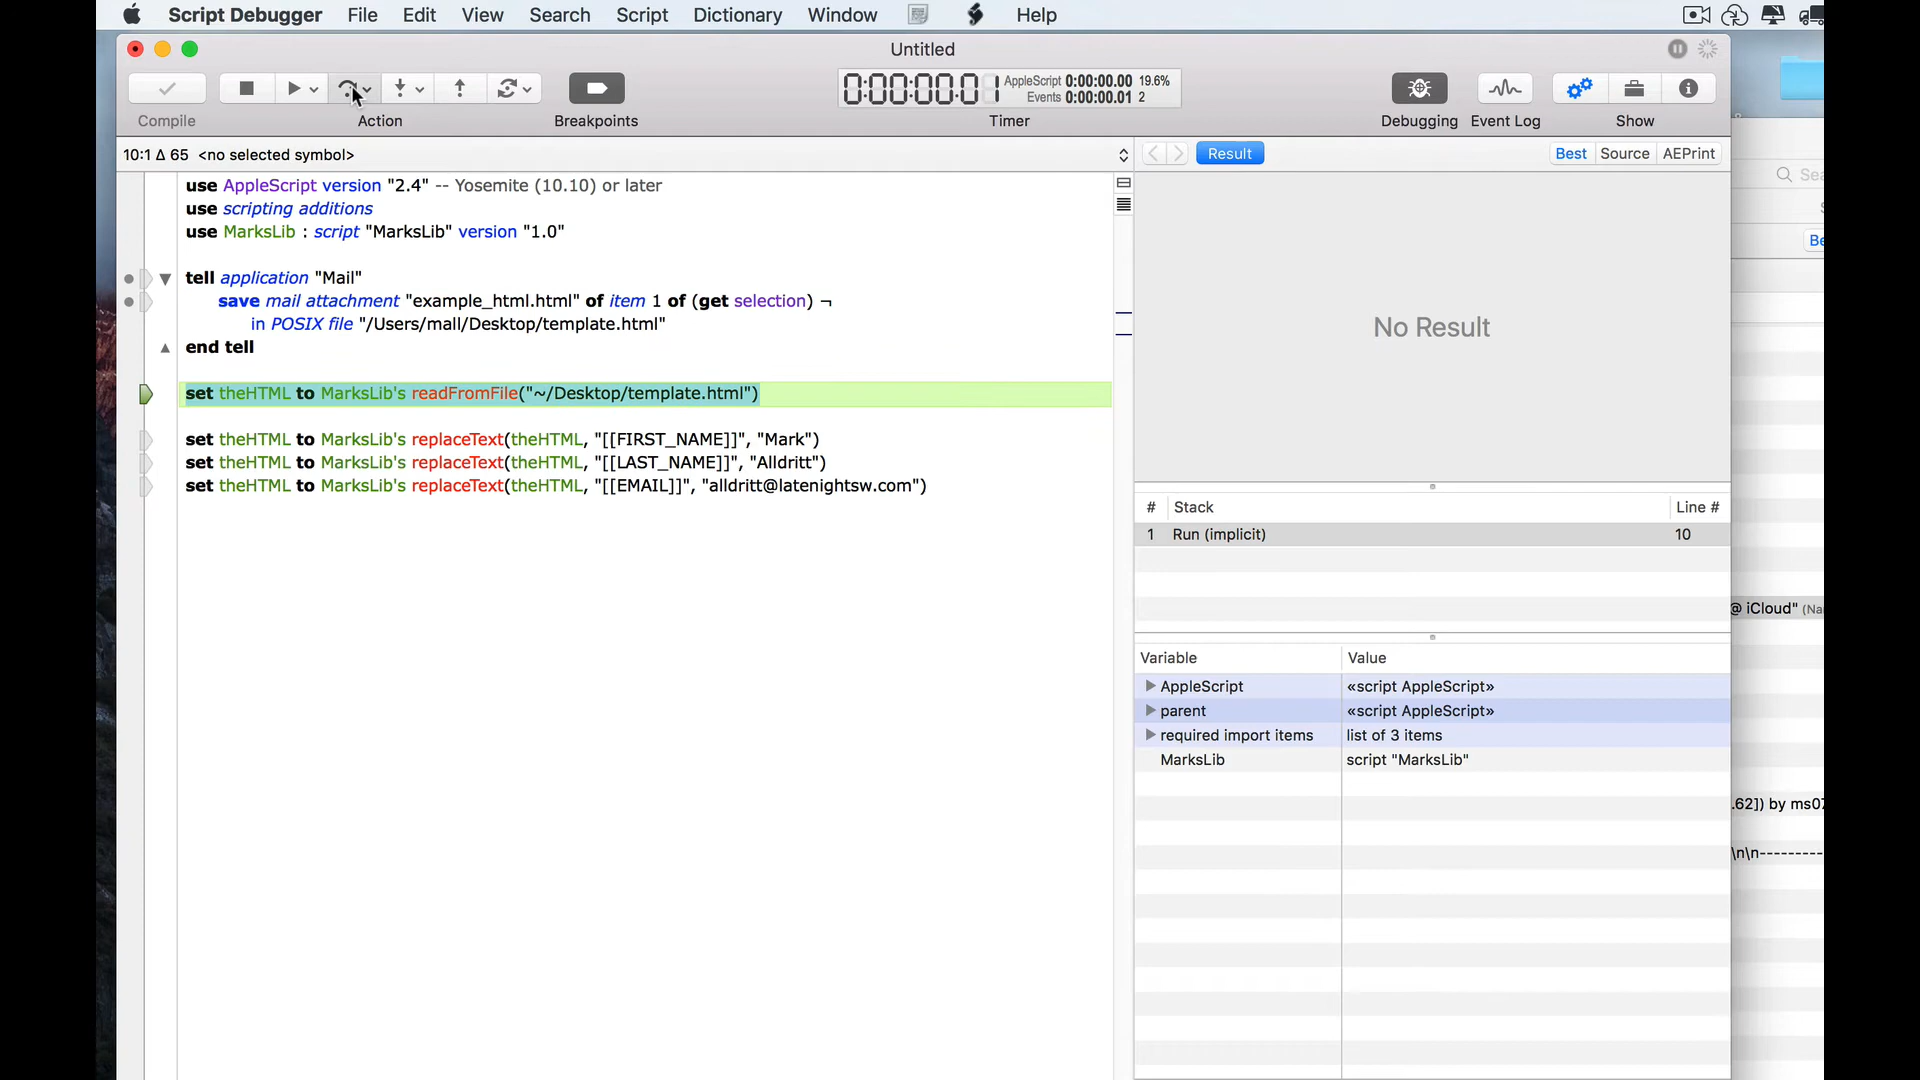 Script Debugger File Edit View Search Script Dictionary Window Help
Untitled
0:00:00.01 AppleScript 0:00:00.00 19.6%
Events 0:00:00.01 2
Compile Action Breakpoints Timer Debugging Event Log Show
10:1 Δ 65 <no selected symbol>
Result Best Source AEPrint
use AppleScript version "2.4" -- Yosemite (10.10) or later
use scripting additions
use MarksLib : script "MarksLib" version "1.0"
tell application "Mail"
save mail attachment "example_html.html" of item 1 of (get selection) ¬
in POSIX file "/Users/mall/Desktop/template.html"
end tell
set theHTML to MarksLib's readFromFile("~/Desktop/template.html")
set theHTML to MarksLib's replaceText(theHTML, "[[FIRST_NAME]]", "Mark")
set theHTML to MarksLib's replaceText(theHTML, "[[LAST_NAME]]", "Alldritt")
set theHTML to MarksLib's replaceText(theHTML, "[[EMAIL]]", "alldritt@latenightsw.com")
No Result
# Stack Line #
1 Run (implicit) 10
Variable Value
AppleScript «script AppleScript»
parent «script AppleScript»
required import items list of 3 items
MarksLib script "MarksLib"
@ iCloud" (Na
.62]) by ms07
\n\n----------